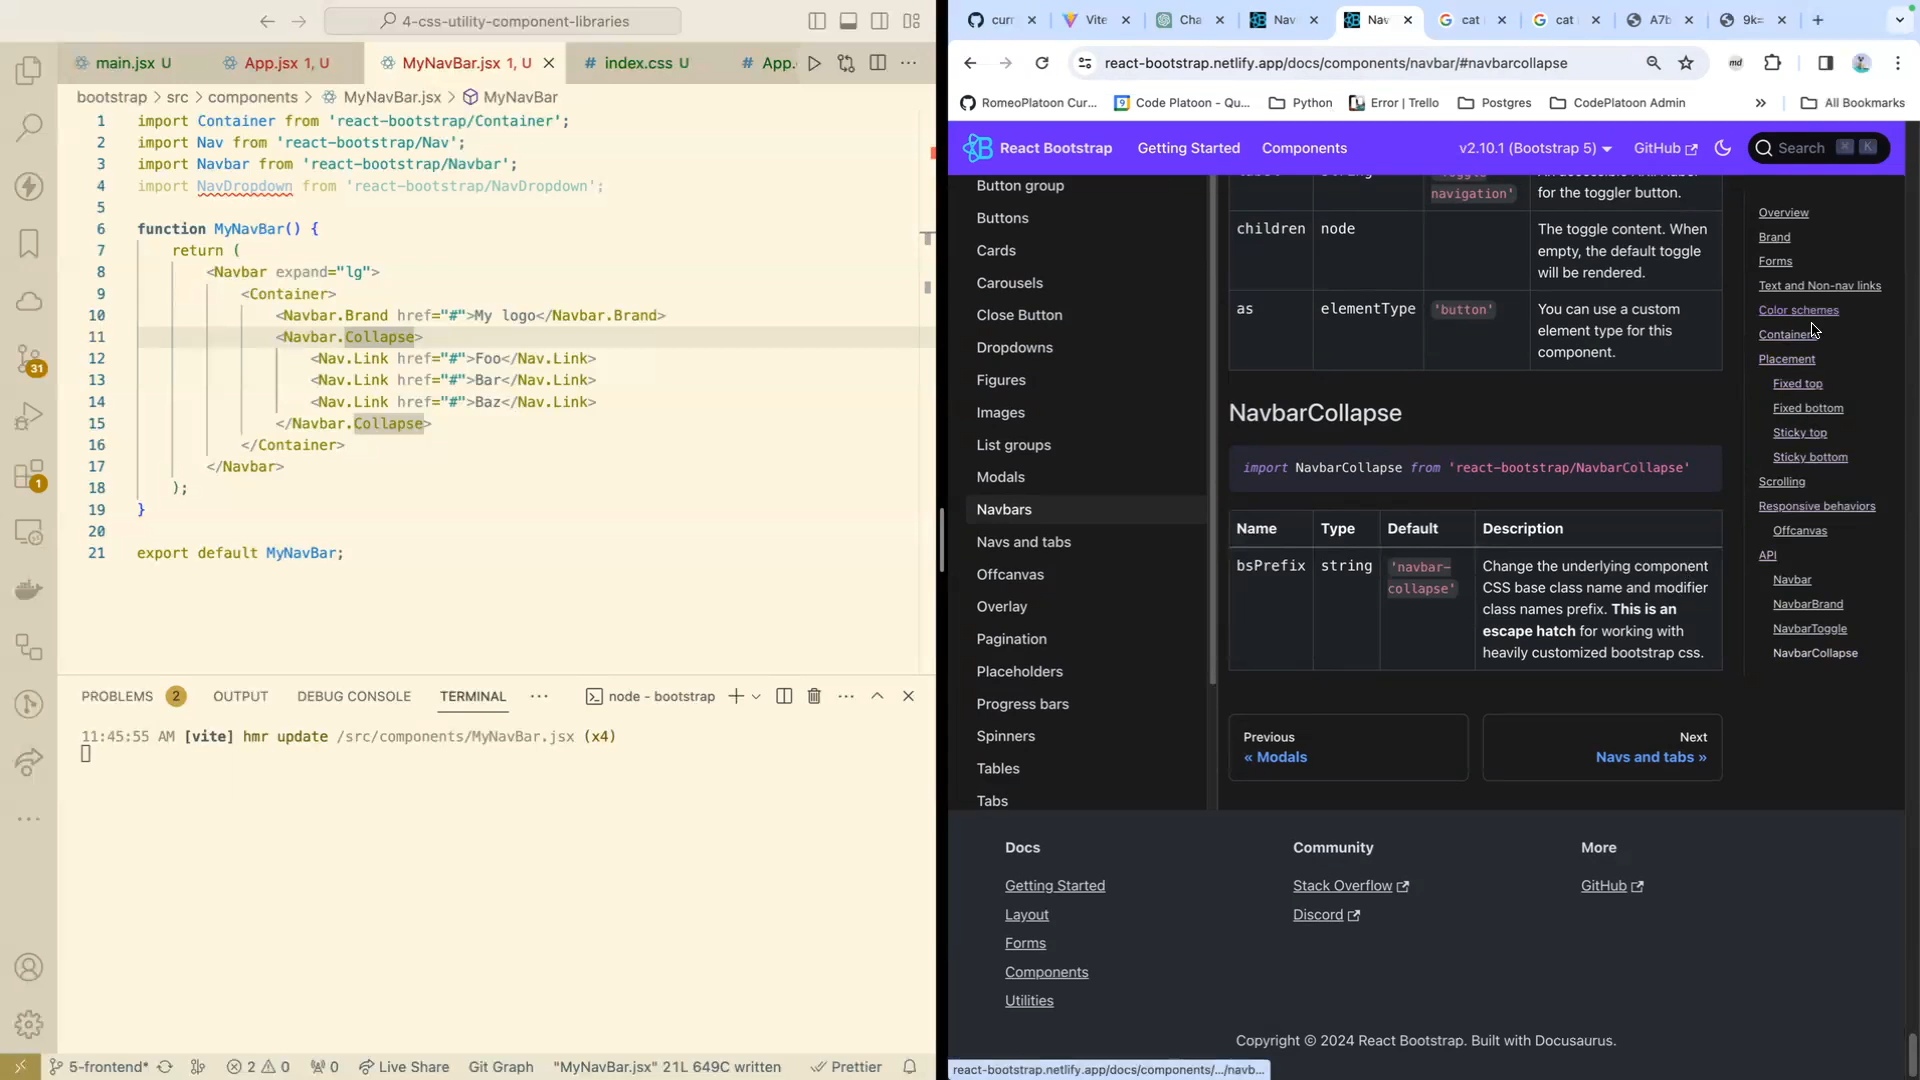 4-css-utility-component-libraries
main.jsx U
App.jsx 1, U
MyNavBar.jsx 1, U
index.css U
App.
bootstrap > src > components > MyNavBar.jsx > MyNavBar
1 import Container from 'react-bootstrap/Container';
2 import Nav from 'react-bootstrap/Nav';
3 import Navbar from 'react-bootstrap/Navbar';
4 import NavDropdown from 'react-bootstrap/NavDropdown';
5
6 function MyNavBar() {
7 return (
8 <Navbar expand="lg">
9 <Container>
10 <Navbar.Brand href="#">My logo</Navbar.Brand>
11 <Navbar.Collapse>
12 <Nav.Link href="#">Foo</Nav.Link>
13 <Nav.Link href="#">Bar</Nav.Link>
14 <Nav.Link href="#">Baz</Nav.Link>
15 </Navbar.Collapse>
16 </Container>
17 </Navbar>
18 );
19 }
20
21 export default MyNavBar;
31
1
PROBLEMS 2
OUTPUT
DEBUG CONSOLE
TERMINAL
node - bootstrap
11:45:55 AM [vite] hmr update /src/components/MyNavBar.jsx (x4)
5-frontend*
2 0
0
Live Share
Git Graph
"MyNavBar.jsx" 21L 649C written
Prettier
curr
Vite
Cha
Nav
Nav
cat
cat
A7b
9k=
react-bootstrap.netlify.app/docs/components/navbar/#navbarcollapse
md
RomeoPlatoon Cur...
Code Platoon - Qu...
Python
Error | Trello
Postgres
CodePlatoon Admin
»
All Bookmarks
React Bootstrap
Getting Started
Components
v2.10.1 (Bootstrap 5)
GitHub
Search
K
Button group
Buttons
Cards
Carousels
Close Button
Dropdowns
Figures
Images
List groups
Modals
Navbars
Navs and tabs
Offcanvas
Overlay
Pagination
Placeholders
Progress bars
Spinners
Tables
Tabs
navigation'
for the toggler button.
children node The toggle content. When
empty, the default toggle
will be rendered.
as elementType 'button' You can use a custom
element type for this
component.
NavbarCollapse
import NavbarCollapse from 'react-bootstrap/NavbarCollapse'
Name Type Default Description
bsPrefix string 'navbar- Change the underlying component
collapse' CSS base class name and modifier
class names prefix. This is an
escape hatch for working with
heavily customized bootstrap css.
Previous
« Modals
Next
Navs and tabs »
Overview
Brand
Forms
Text and Non-nav links
Color schemes
Containers
Placement
Fixed top
Fixed bottom
Sticky top
Sticky bottom
Scrolling
Responsive behaviors
Offcanvas
API
Navbar
NavbarBrand
NavbarToggle
NavbarCollapse
Docs
Getting Started
Layout
Forms
Components
Utilities
Community
Stack Overflow
Discord
More
GitHub
Copyright © 2024 React Bootstrap. Built with Docusaurus.
react-bootstrap.netlify.app/docs/components/.../navb...